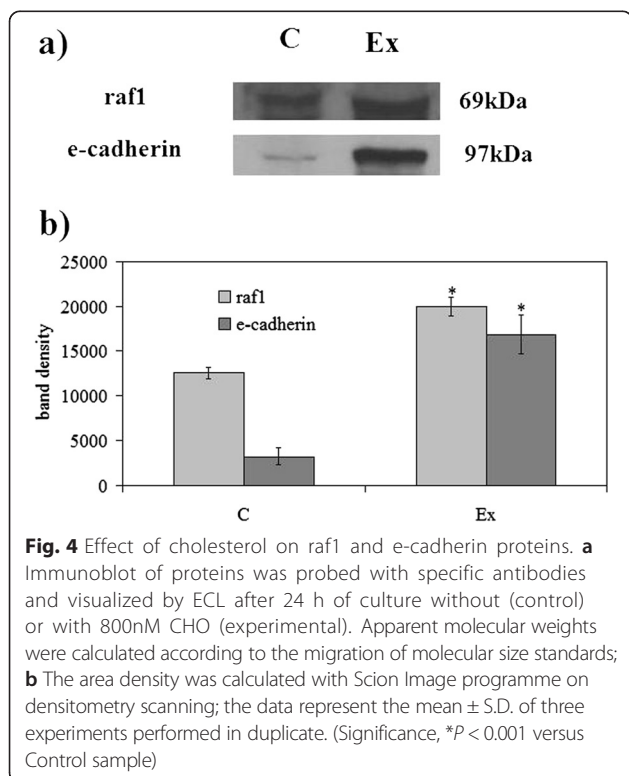 a)
C Ex
raf1 69kDa
e-cadherin 97kDa
b)
25000
20000
15000
10000
5000
0
band density
raf1
e-cadherin
* *
C Ex
Fig. 4 Effect of cholesterol on raf1 and e-cadherin proteins. a
Immunoblot of proteins was probed with specific antibodies
and visualized by ECL after 24 h of culture without (control)
or with 800nM CHO (experimental). Apparent molecular weights
were calculated according to the migration of molecular size standards;
b The area density was calculated with Scion Image programme on
densitometry scanning; the data represent the mean ± S.D. of three
experiments performed in duplicate. (Significance, *P < 0.001 versus
Control sample)